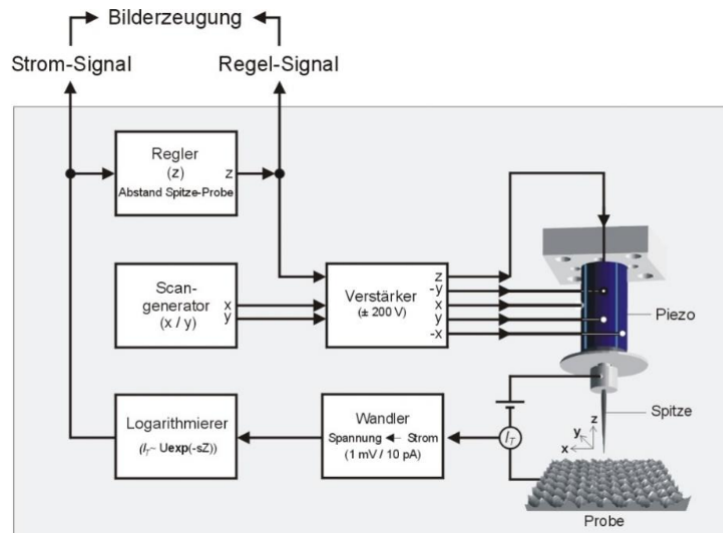 Bilderzeugung
Strom-Signal
Regel-Signal
Regler
(z)
z
Abstand Spitze-Probe
Scan-
generator
(x / y)
x
y
Verstärker
(± 200 V)
z
-y
x
y
-x
Piezo
Logarithmierer
(I_T ~ Uexp(-sZ))
Wandler
Spannung ← Strom
(1 mV / 10 pA)
I_T
Spitze
z
y
x
Probe